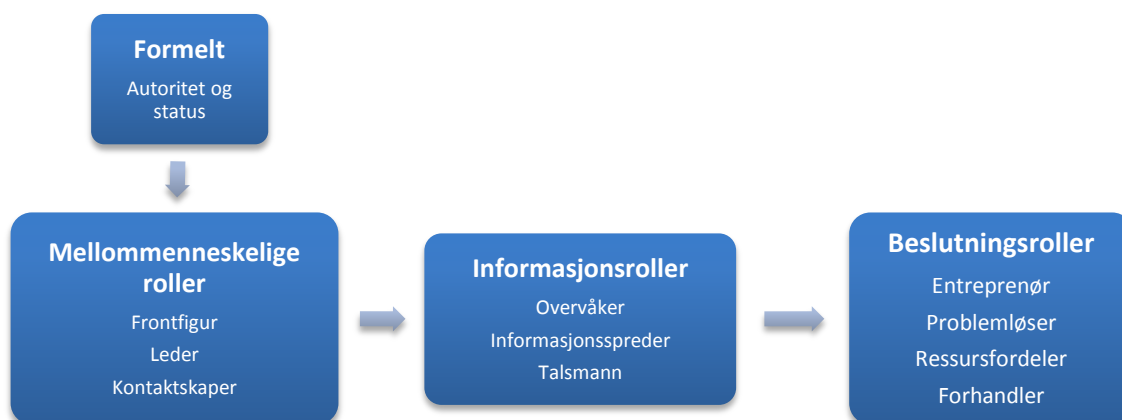 Formelt
Autoritet og
status
Mellommenneskelige
roller
Frontfigur
Leder
Kontaktskaper
Informasjonsroller
Overvåker
Informasjonsspreder
Talsmann
Beslutningsroller
Entreprenør
Problemløser
Ressursfordeler
Forhandler